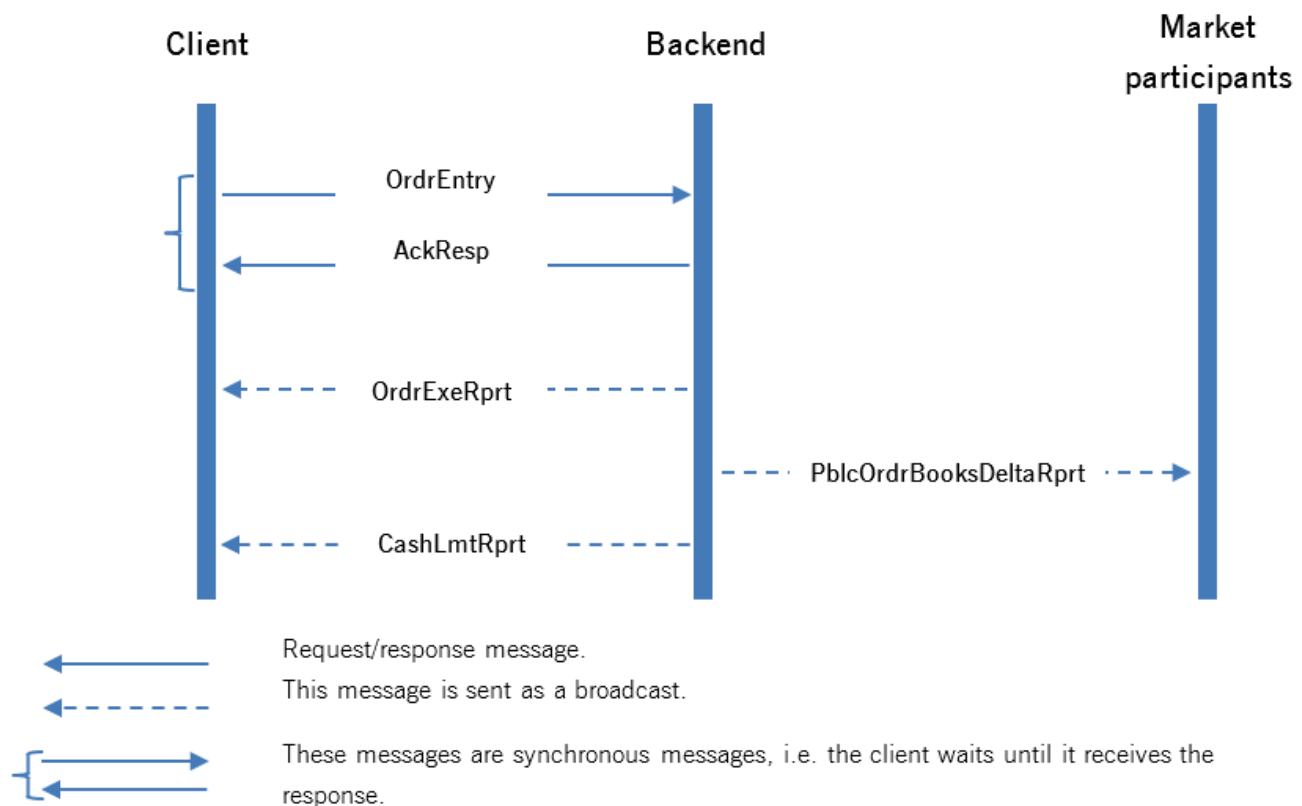 Client
Backend
Market
participants
OrdrEntry
AckResp
OrdrExeRprt
PblcOrdrBooksDeltaRprt
CashLmtRprt
Request/response message.
This message is sent as a broadcast.
These messages are synchronous messages, i.e. the client waits until it receives the
response.